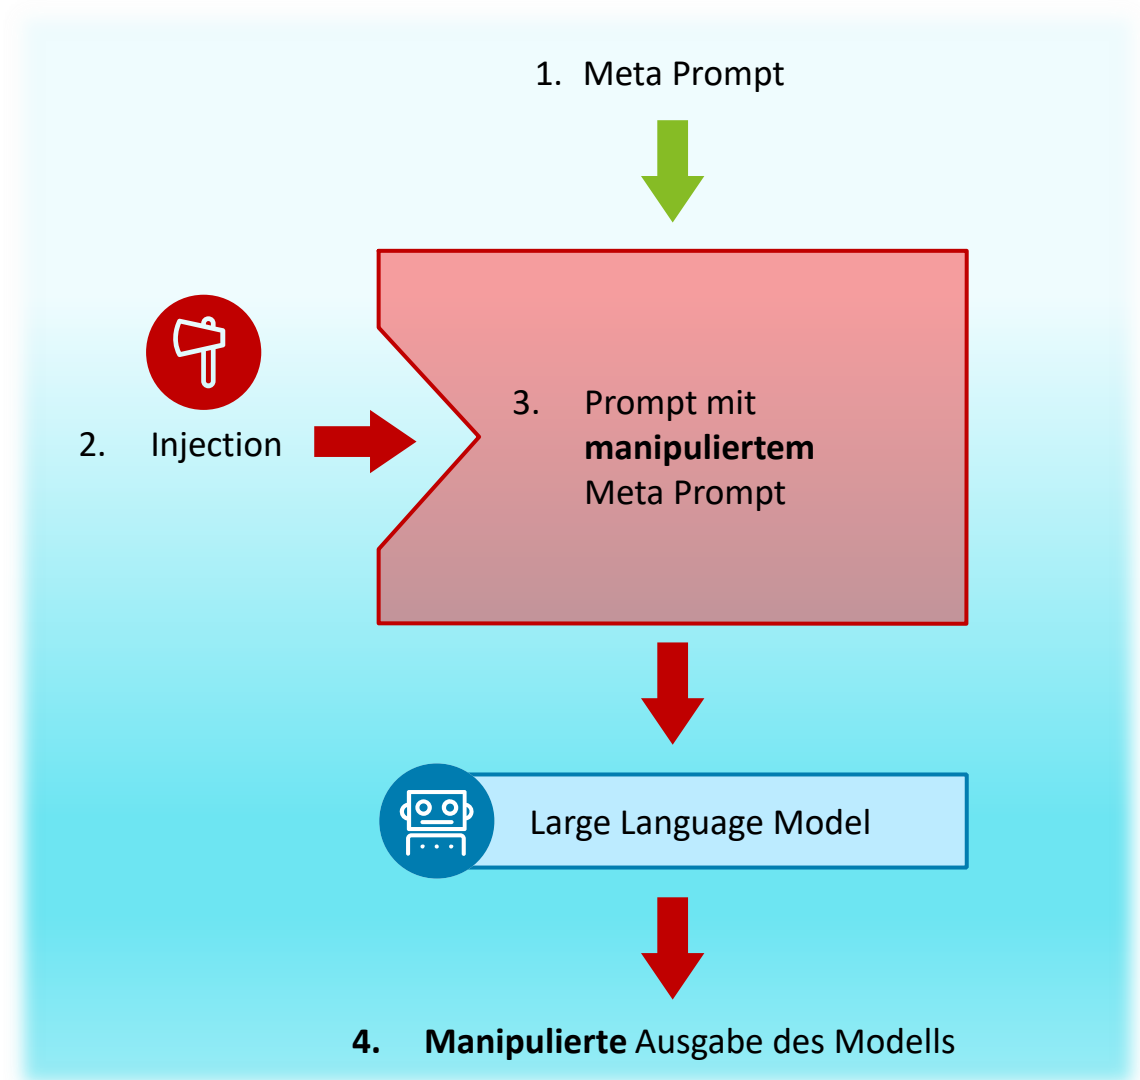 1. Meta Prompt
2. Injection
3. Prompt mit
manipuliertem
Meta Prompt
Large Language Model
4. Manipulierte Ausgabe des Modells